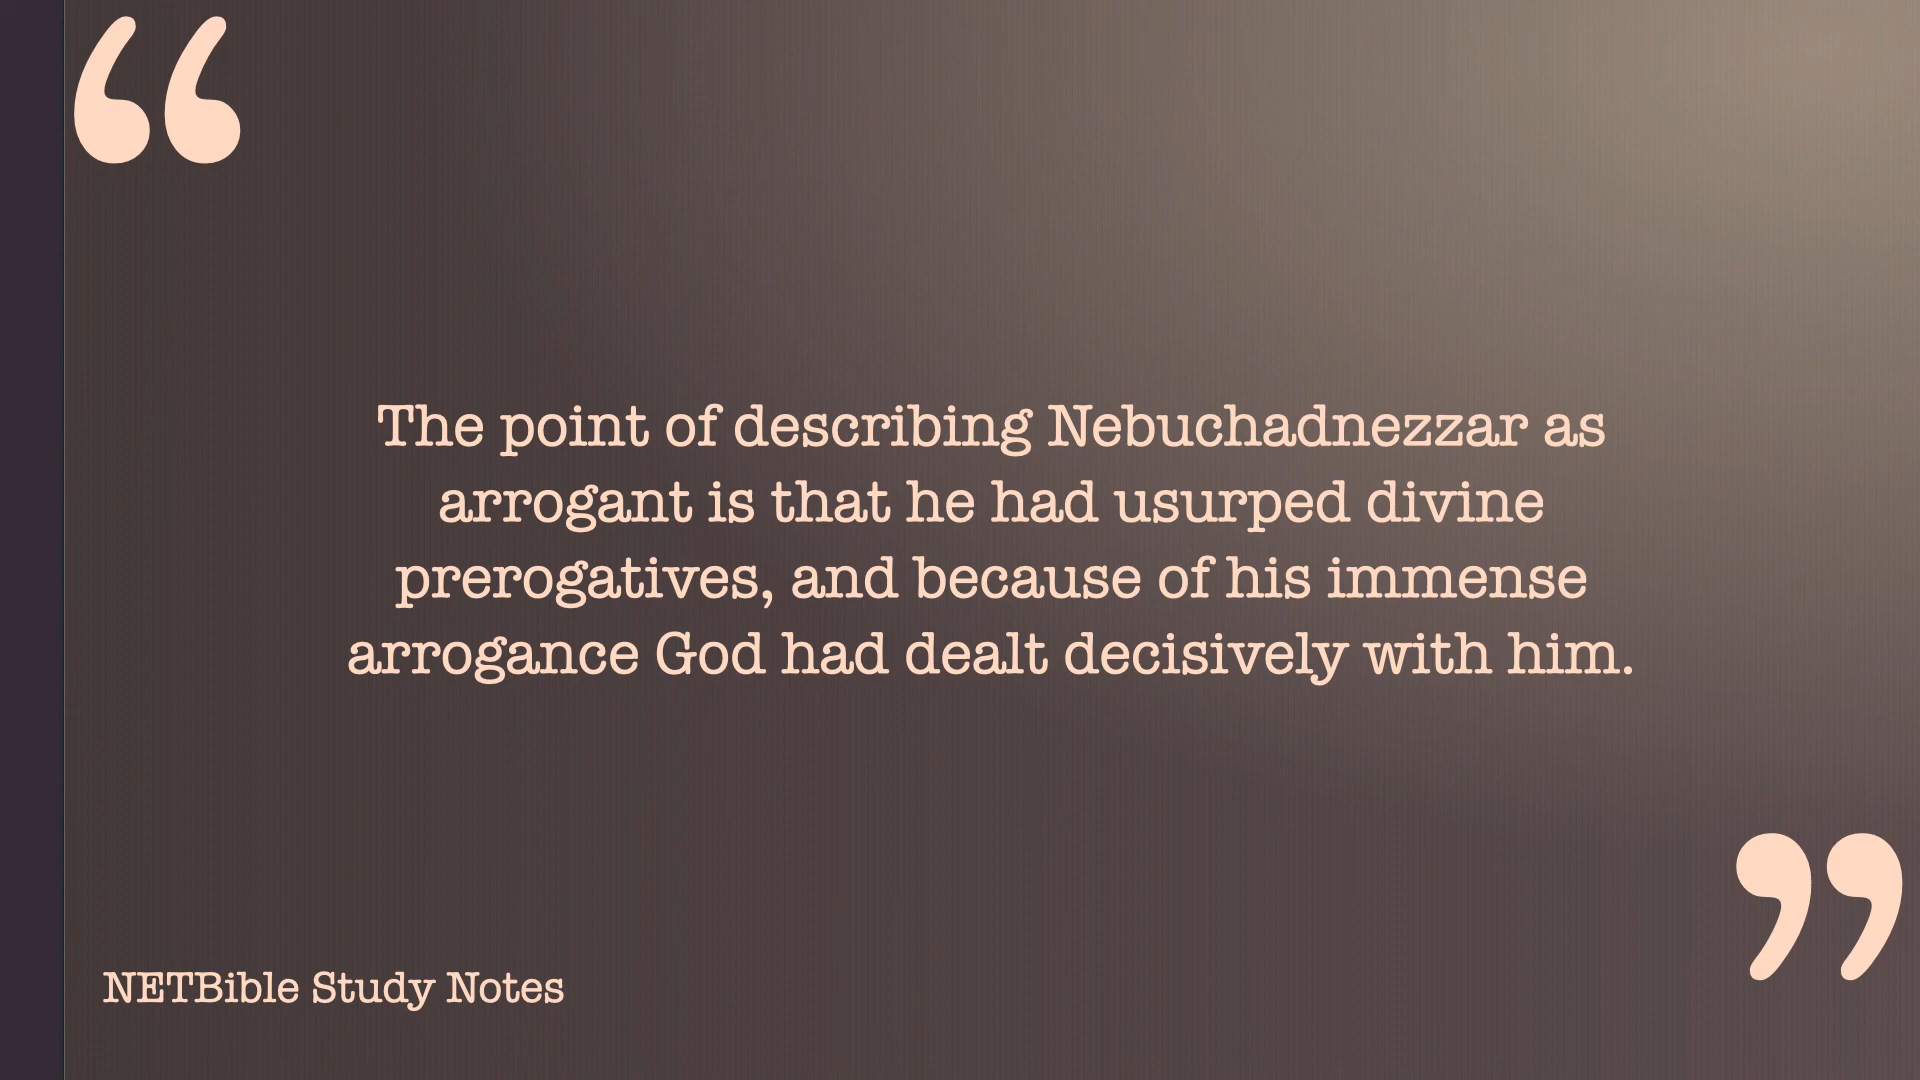 “
The point of describing Nebuchadnezzar as
arrogant is that he had usurped divine
prerogatives, and because of his immense
arrogance God had dealt decisively with him.
”
NETBible Study Notes